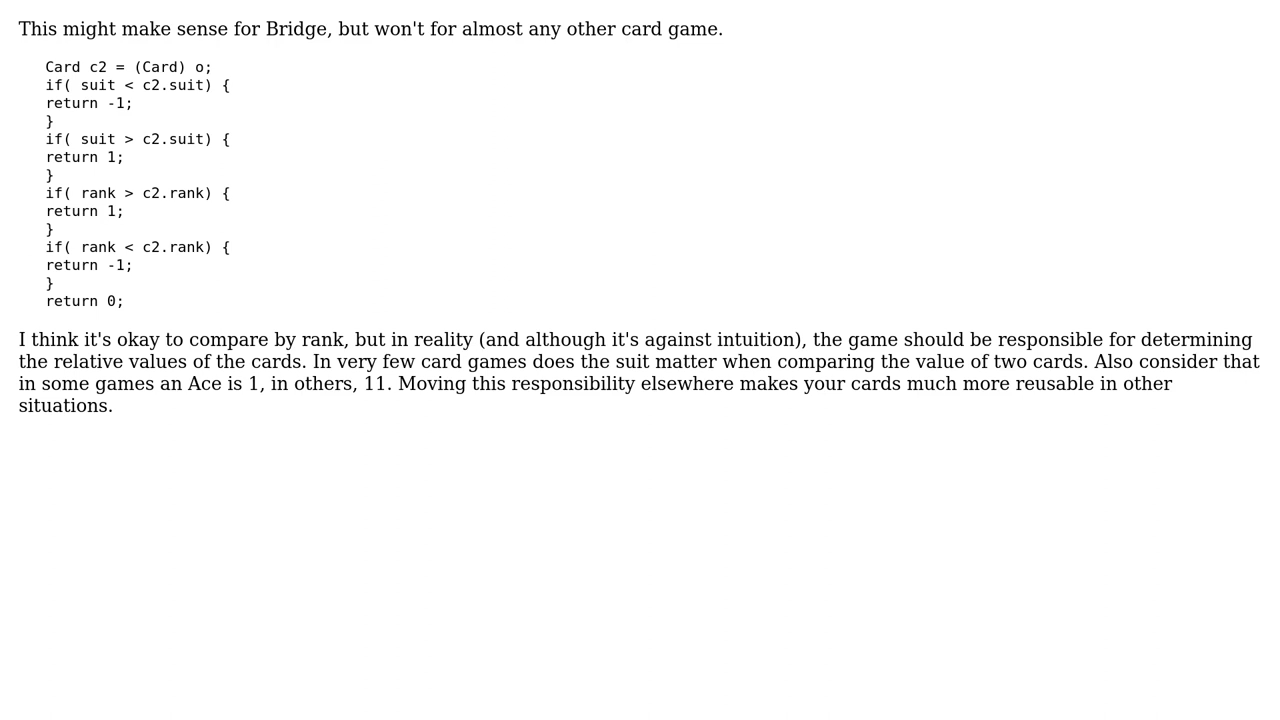 This might make sense for Bridge, but won't for almost any other card game.
Card c2 = (Card) o;
if( suit < c2.suit) {
return -1;
}
if( suit > c2.suit) {
return 1;
}
if( rank > c2.rank) {
return 1;
}
if( rank < c2.rank) {
return -1;
}
return 0;
I think it's okay to compare by rank, but in reality (and although it's against intuition), the game should be responsible for determining
the relative values of the cards. In very few card games does the suit matter when comparing the value of two cards. Also consider that
in some games an Ace is 1, in others, 11. Moving this responsibility elsewhere makes your cards much more reusable in other
situations.